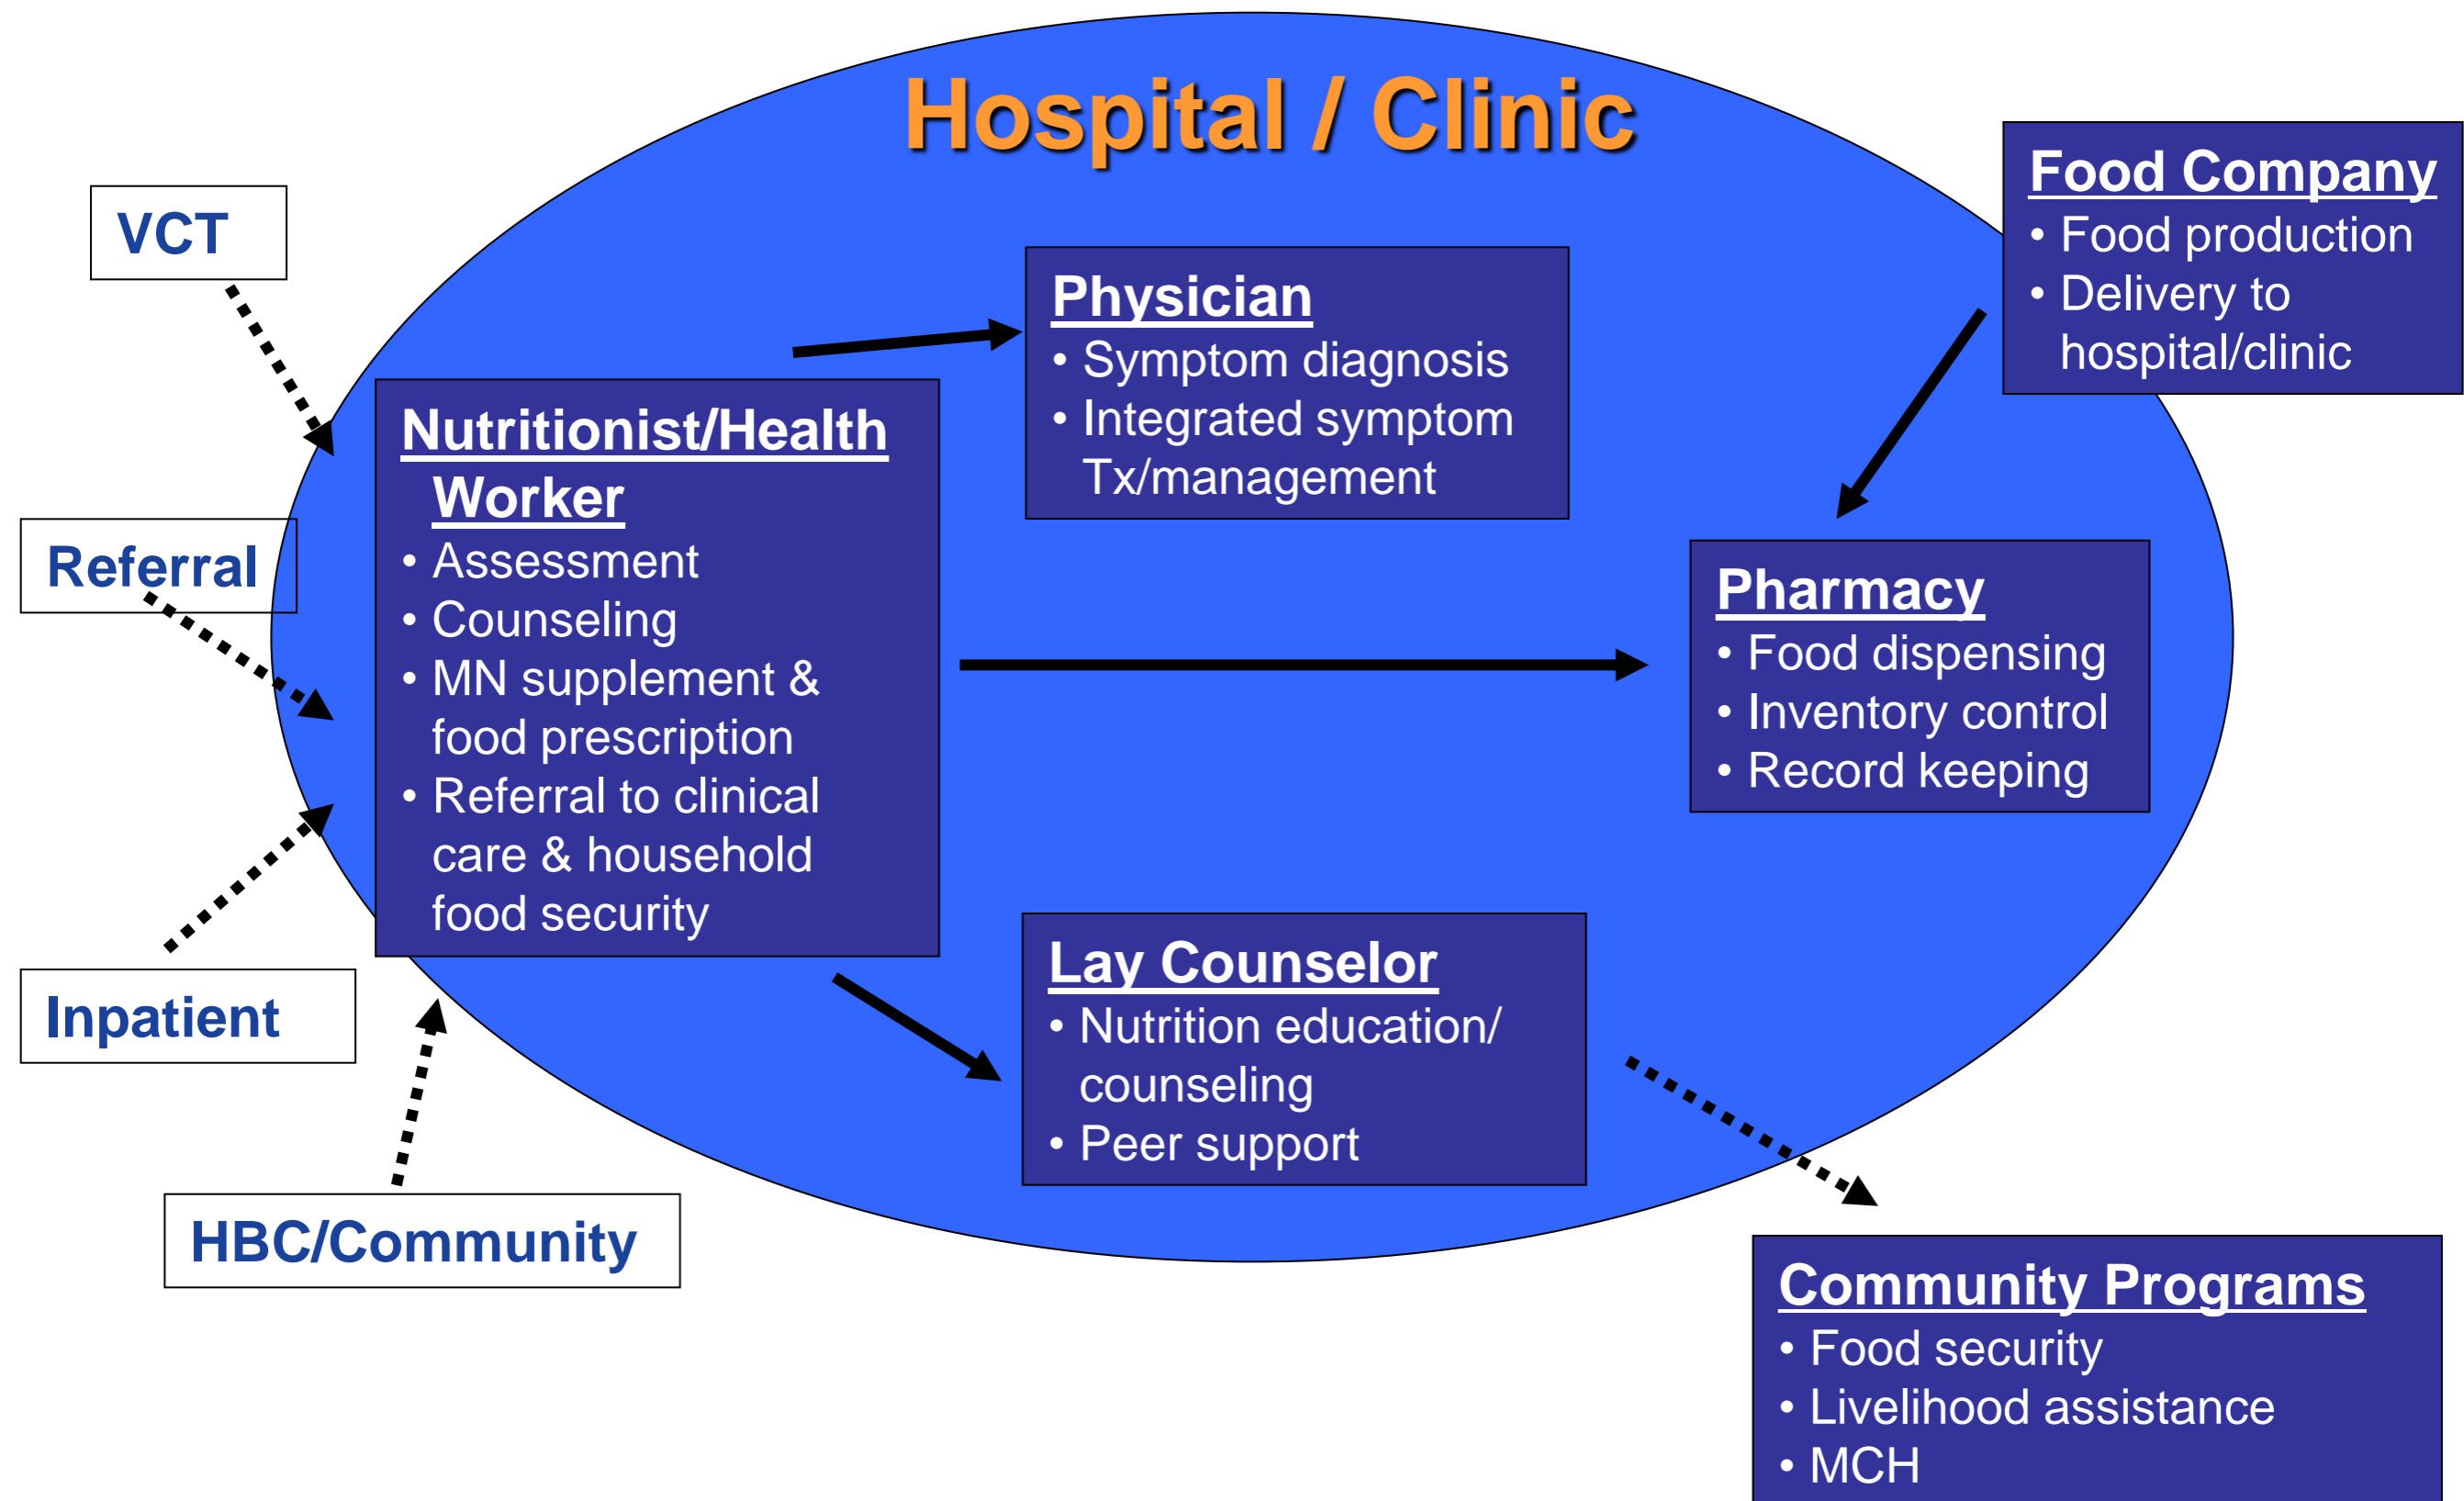 Hospital / Clinic
VCT
Referral
Inpatient
HBC/Community
Nutritionist/Health
Worker
• Assessment
• Counseling
• MN supplement &
food prescription
• Referral to clinical
care & household
food security
Physician
• Symptom diagnosis
• Integrated symptom
Tx/management
Food Company
• Food production
• Delivery to
hospital/clinic
Pharmacy
• Food dispensing
• Inventory control
• Record keeping
Lay Counselor
• Nutrition education/
counseling
• Peer support
Community Programs
• Food security
• Livelihood assistance
• MCH